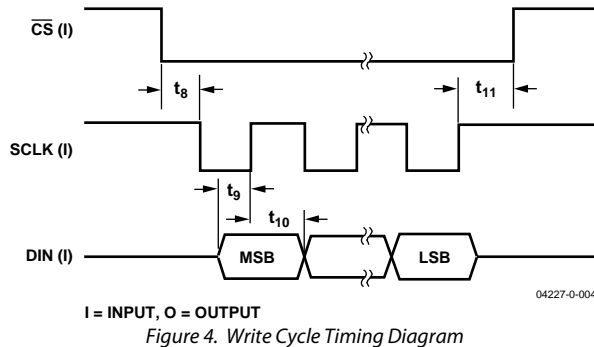 CS (I)
t8
t11
SCLK (I)
t9
t10
DIN (I)
MSB
LSB
04227-0-004
I = INPUT, O = OUTPUT
Figure 4. Write Cycle Timing Diagram